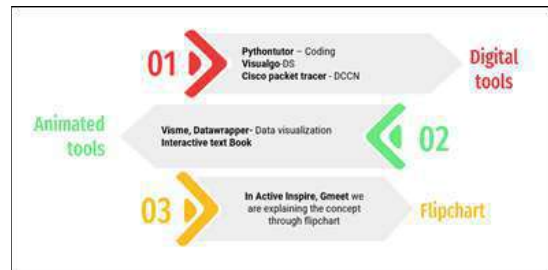 01
Pythontutor – Coding
Visualgo-DS
Cisco packet tracer - DCCN
Digital
tools
Animated
tools
Visme, Datawrapper- Data visualization
Interactive text Book
02
03
In Active Inspire, Gmeet we
are explaining the concept
through flipchart
Flipchart